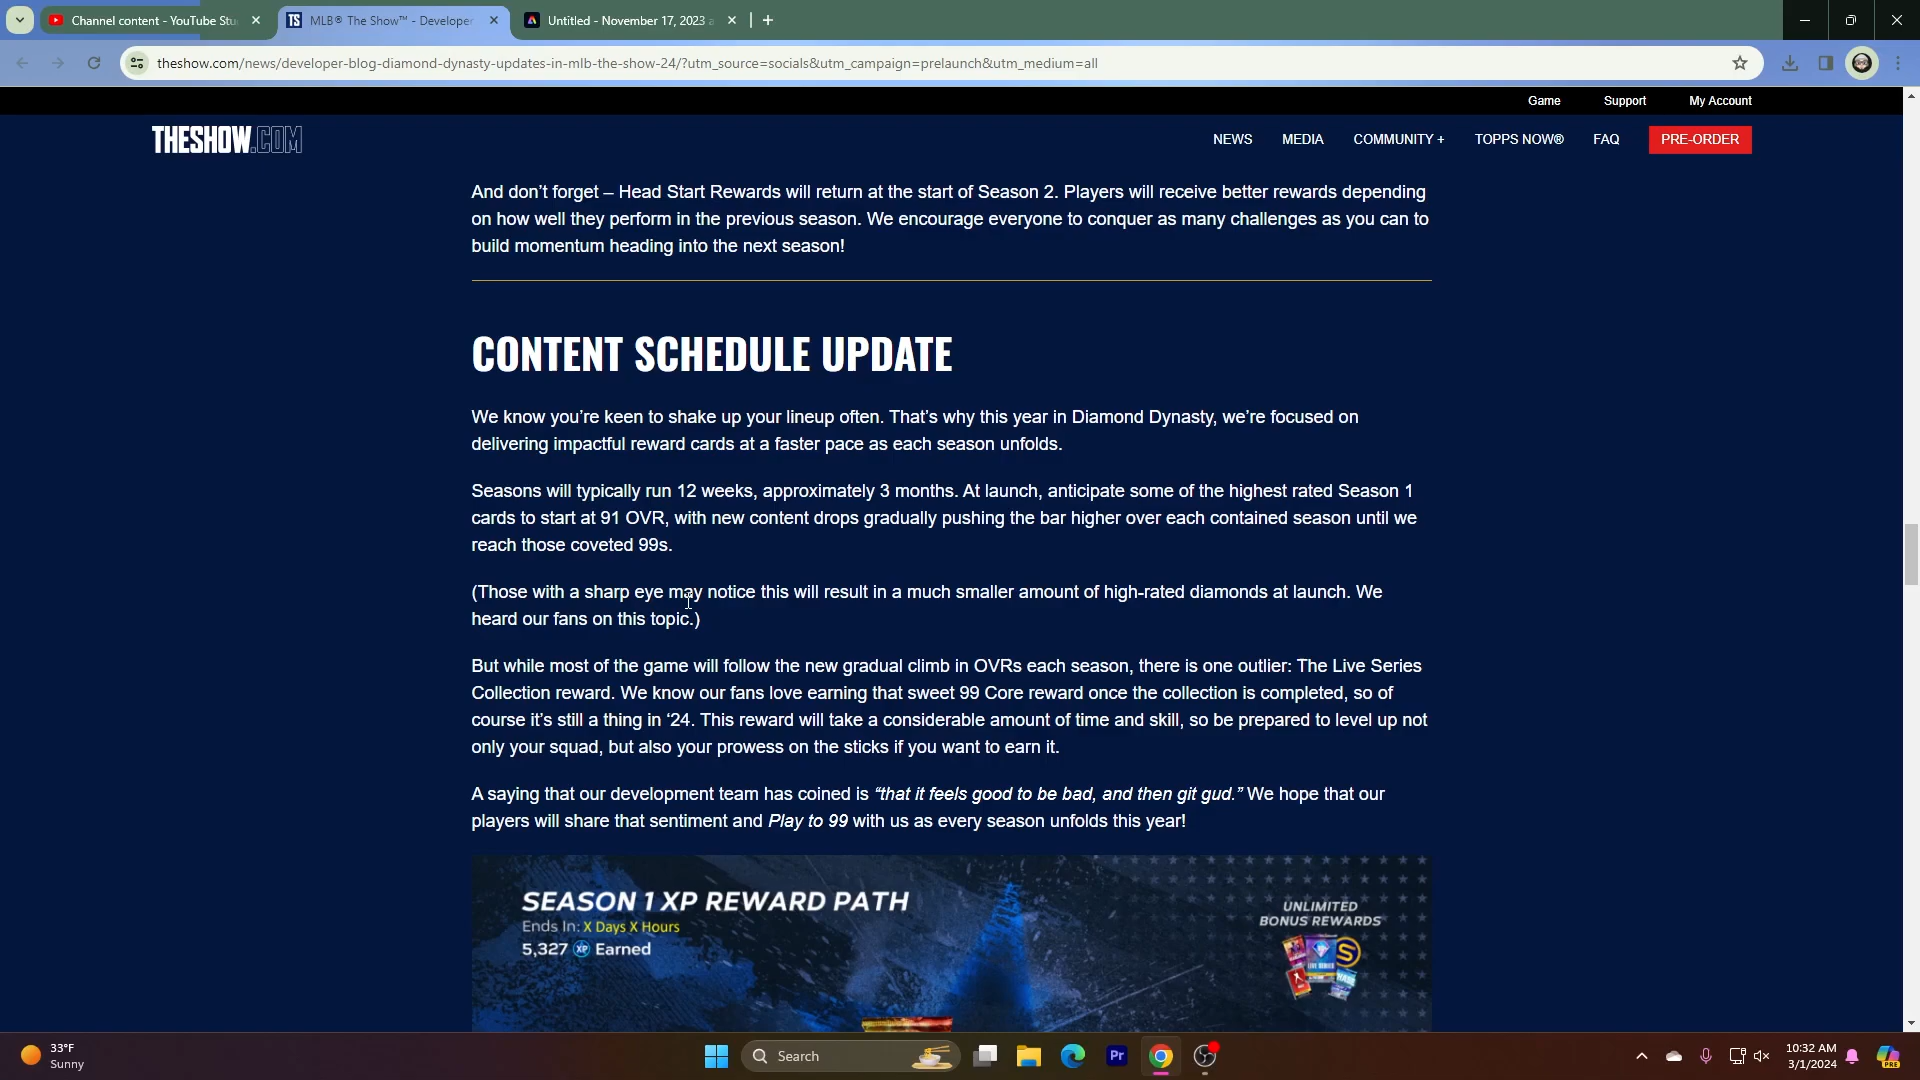 Channel content - YouTube Stu
MLB® The Show™ - Developer
Untitled - November 17, 2023 a
theshow.com/news/developer-blog-diamond-dynasty-updates-in-mlb-the-show-24/?utm_source=socials&utm_campaign=prelaunch&utm_medium=all
Game Support My Account
THESHOW.COM
NEWS MEDIA COMMUNITY + TOPPS NOW® FAQ PRE-ORDER
And don’t forget – Head Start Rewards will return at the start of Season 2. Players will receive better rewards depending
on how well they perform in the previous season. We encourage everyone to conquer as many challenges as you can to
build momentum heading into the next season!
CONTENT SCHEDULE UPDATE
We know you’re keen to shake up your lineup often. That’s why this year in Diamond Dynasty, we’re focused on
delivering impactful reward cards at a faster pace as each season unfolds.
Seasons will typically run 12 weeks, approximately 3 months. At launch, anticipate some of the highest rated Season 1
cards to start at 91 OVR, with new content drops gradually pushing the bar higher over each contained season until we
reach those coveted 99s.
(Those with a sharp eye may notice this will result in a much smaller amount of high-rated diamonds at launch. We
heard our fans on this topic.)
But while most of the game will follow the new gradual climb in OVRs each season, there is one outlier: The Live Series
Collection reward. We know our fans love earning that sweet 99 Core reward once the collection is completed, so of
course it’s still a thing in ‘24. This reward will take a considerable amount of time and skill, so be prepared to level up not
only your squad, but also your prowess on the sticks if you want to earn it.
A saying that our development team has coined is “that it feels good to be bad, and then git gud.” We hope that our
players will share that sentiment and Play to 99 with us as every season unfolds this year!
SEASON 1 XP REWARD PATH
Ends In: X Days X Hours
5,327 XP Earned
UNLIMITED
BONUS REWARDS
33°F
Sunny
Search
Pr
10:32 AM
3/1/2024
PRE